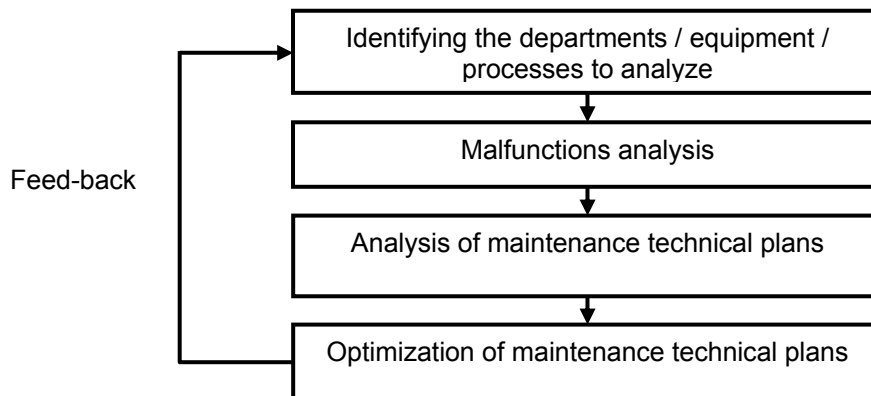 Identifying the departments / equipment /
processes to analyze
Malfunctions analysis
Feed-back
Analysis of maintenance technical plans
Optimization of maintenance technical plans